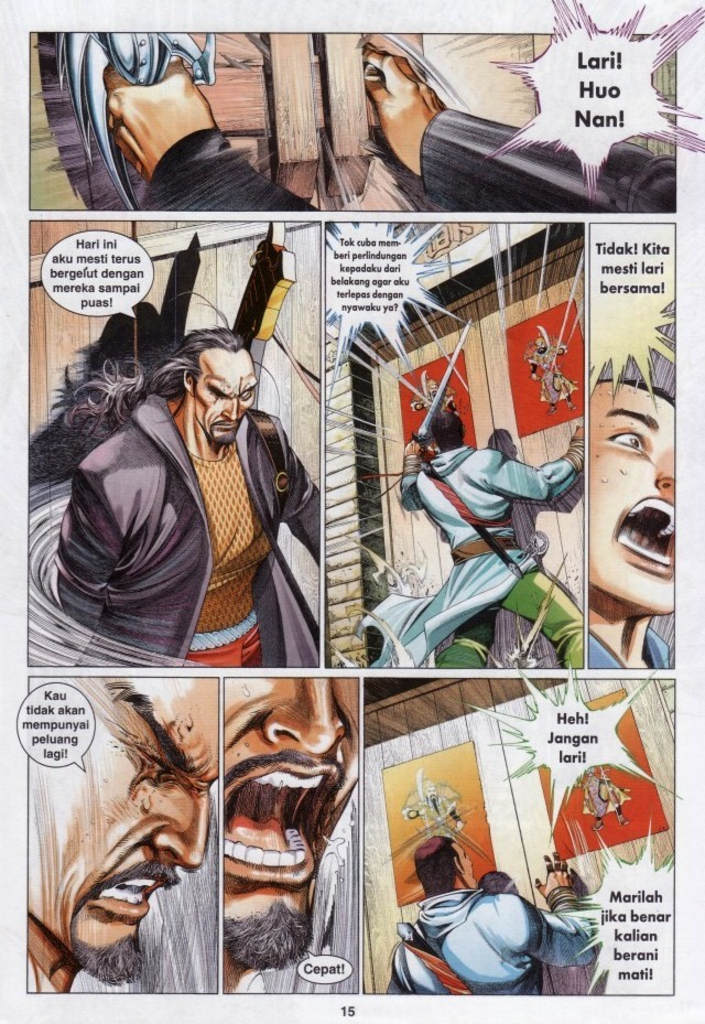 Lari!
Huo
Nan!
Hari ini
aku mesti terus
bergelut dengan
mereka sampai
puas!
Tok cuba mem-
beri perlindungan
kepadaku dari
belakang agar aku
terlepas dengan
nyawaku ya?
Tidak! Kita
mesti lari
bersama!
Kau
tidak akan
mempunyai
peluang
lagi!
Cepat!
Heh!
Jangan
lari!
Marilah
jika benar
kalian
berani
mati!
15